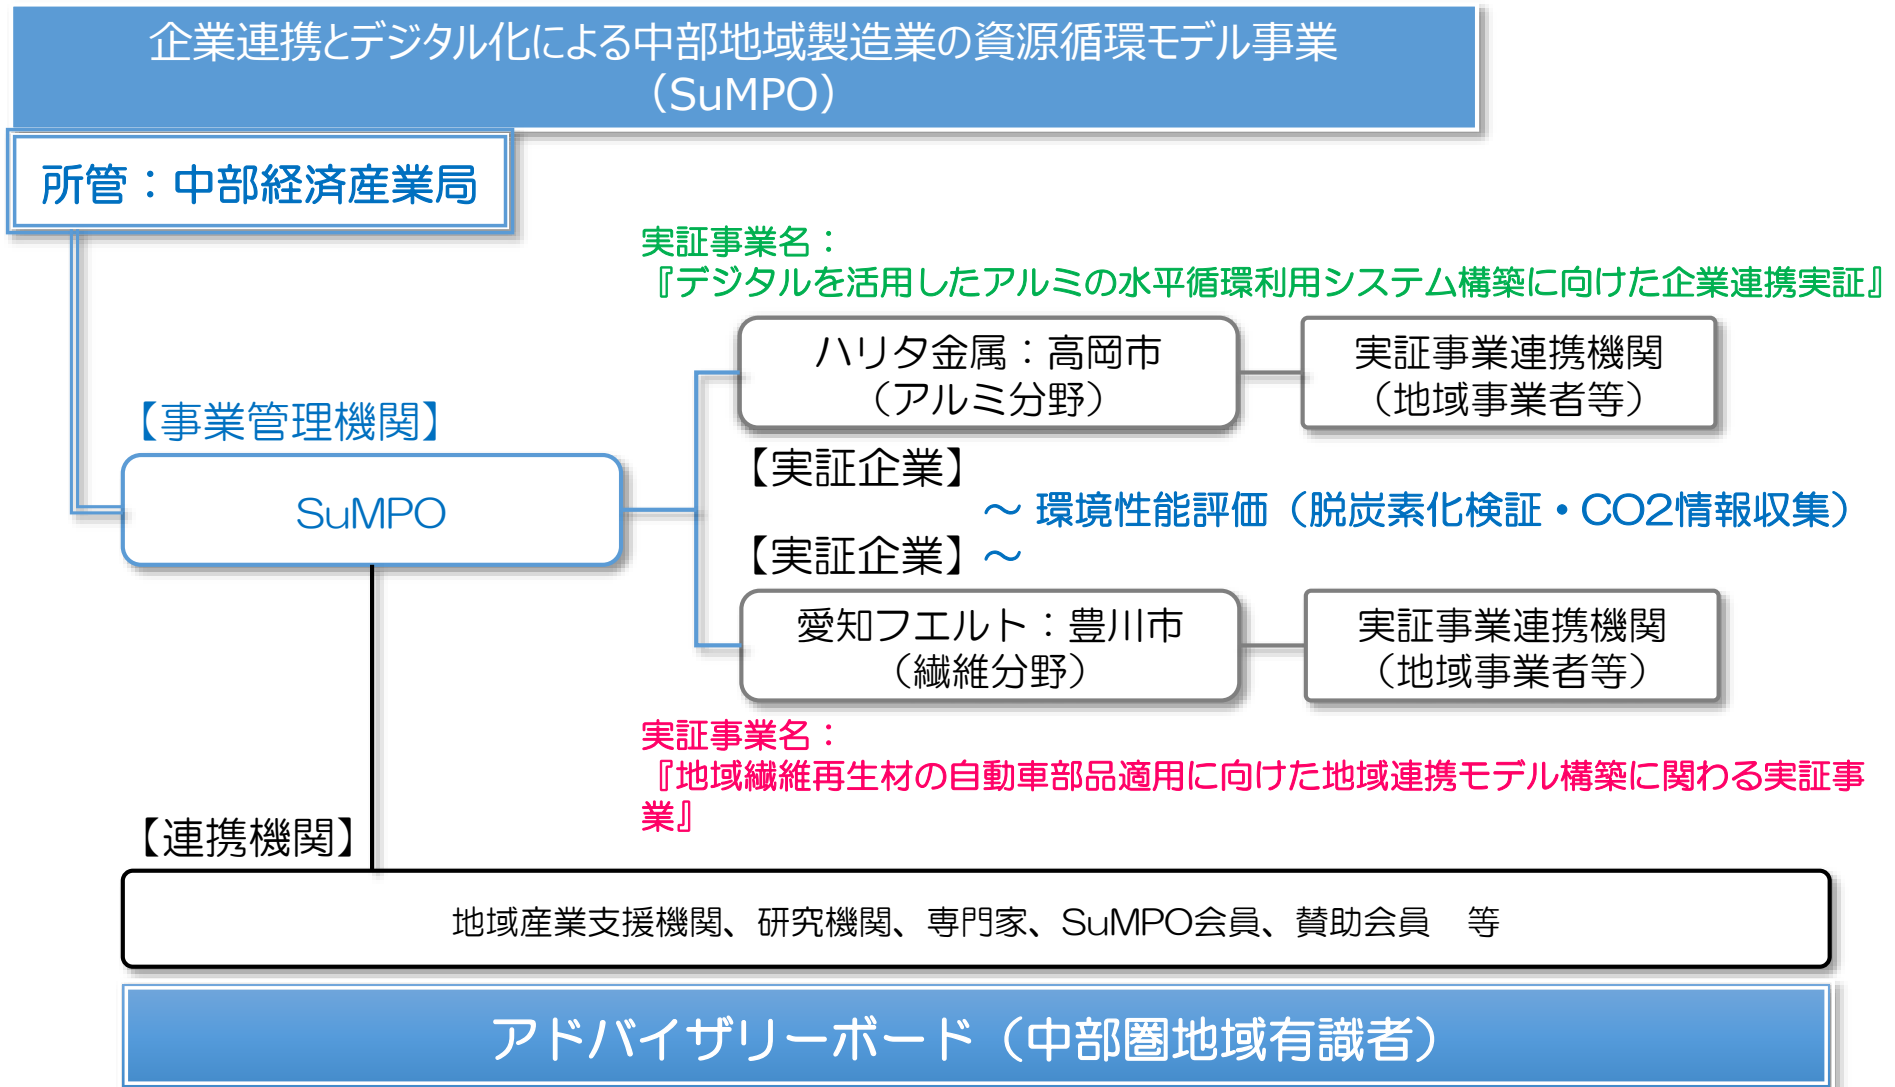 企業連携とデジタル化による中部地域製造業の資源循環モデル事業
（SuMPO）
所管：中部経済産業局
実証事業名：
『デジタルを活用したアルミの水平循環利用システム構築に向けた企業連携実証』
ハリタ金属：高岡市
（アルミ分野）
実証事業連携機関
（地域事業者等）
【事業管理機関】
SuMPO
【実証企業】
～ 環境性能評価（脱炭素化検証・CO2情報収集）
【実証企業】～
愛知フエルト：豊川市
（繊維分野）
実証事業連携機関
（地域事業者等）
実証事業名：
『地域繊維再生材の自動車部品適用に向けた地域連携モデル構築に関わる実証事
業』
【連携機関】
地域産業支援機関、研究機関、専門家、SuMPO会員、賛助会員　等
アドバイザリーボード（中部圏地域有識者）